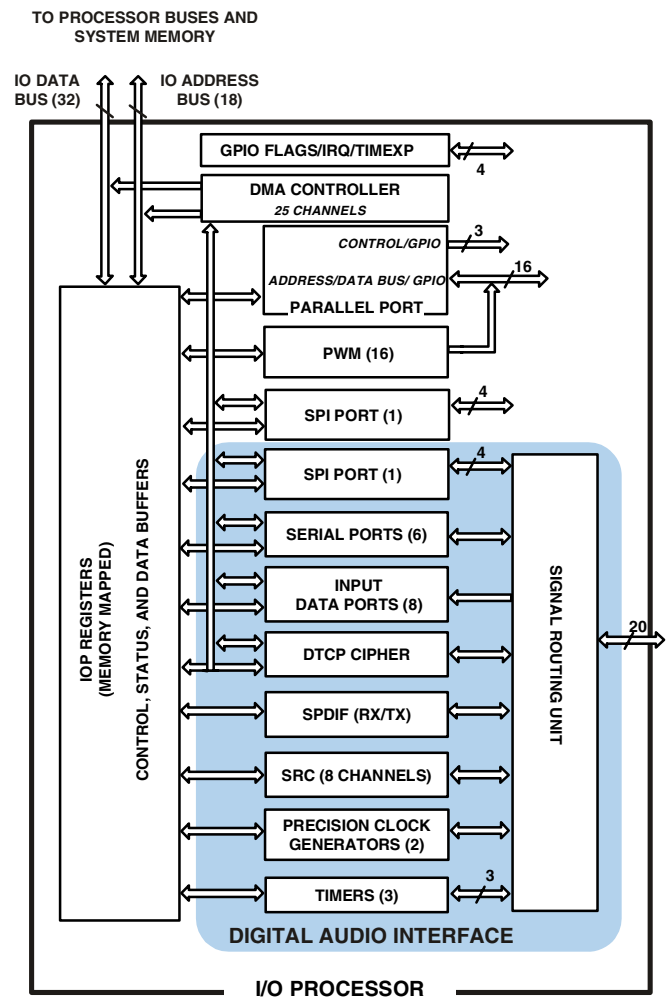 TO PROCESSOR BUSES AND
SYSTEM MEMORY
IO DATA
BUS (32)
IO ADDRESS
BUS (18)
GPIO FLAGS/IRQ/TIMEXP
4
DMA CONTROLLER
25 CHANNELS
CONTROL/GPIO
3
ADDRESS/DATA BUS/ GPIO
16
PARALLEL PORT
PWM (16)
SPI PORT (1)
4
SPI PORT (1)
4
SERIAL PORTS (6)
INPUT
DATA PORTS (8)
DTCP CIPHER
SPDIF (RX/TX)
SRC (8 CHANNELS)
PRECISION CLOCK
GENERATORS (2)
TIMERS (3)
3
IOP REGISTERS
(MEMORY MAPPED)
CONTROL, STATUS, AND DATA BUFFERS
SIGNAL ROUTING UNIT
20
DIGITAL AUDIO INTERFACE
I/O PROCESSOR